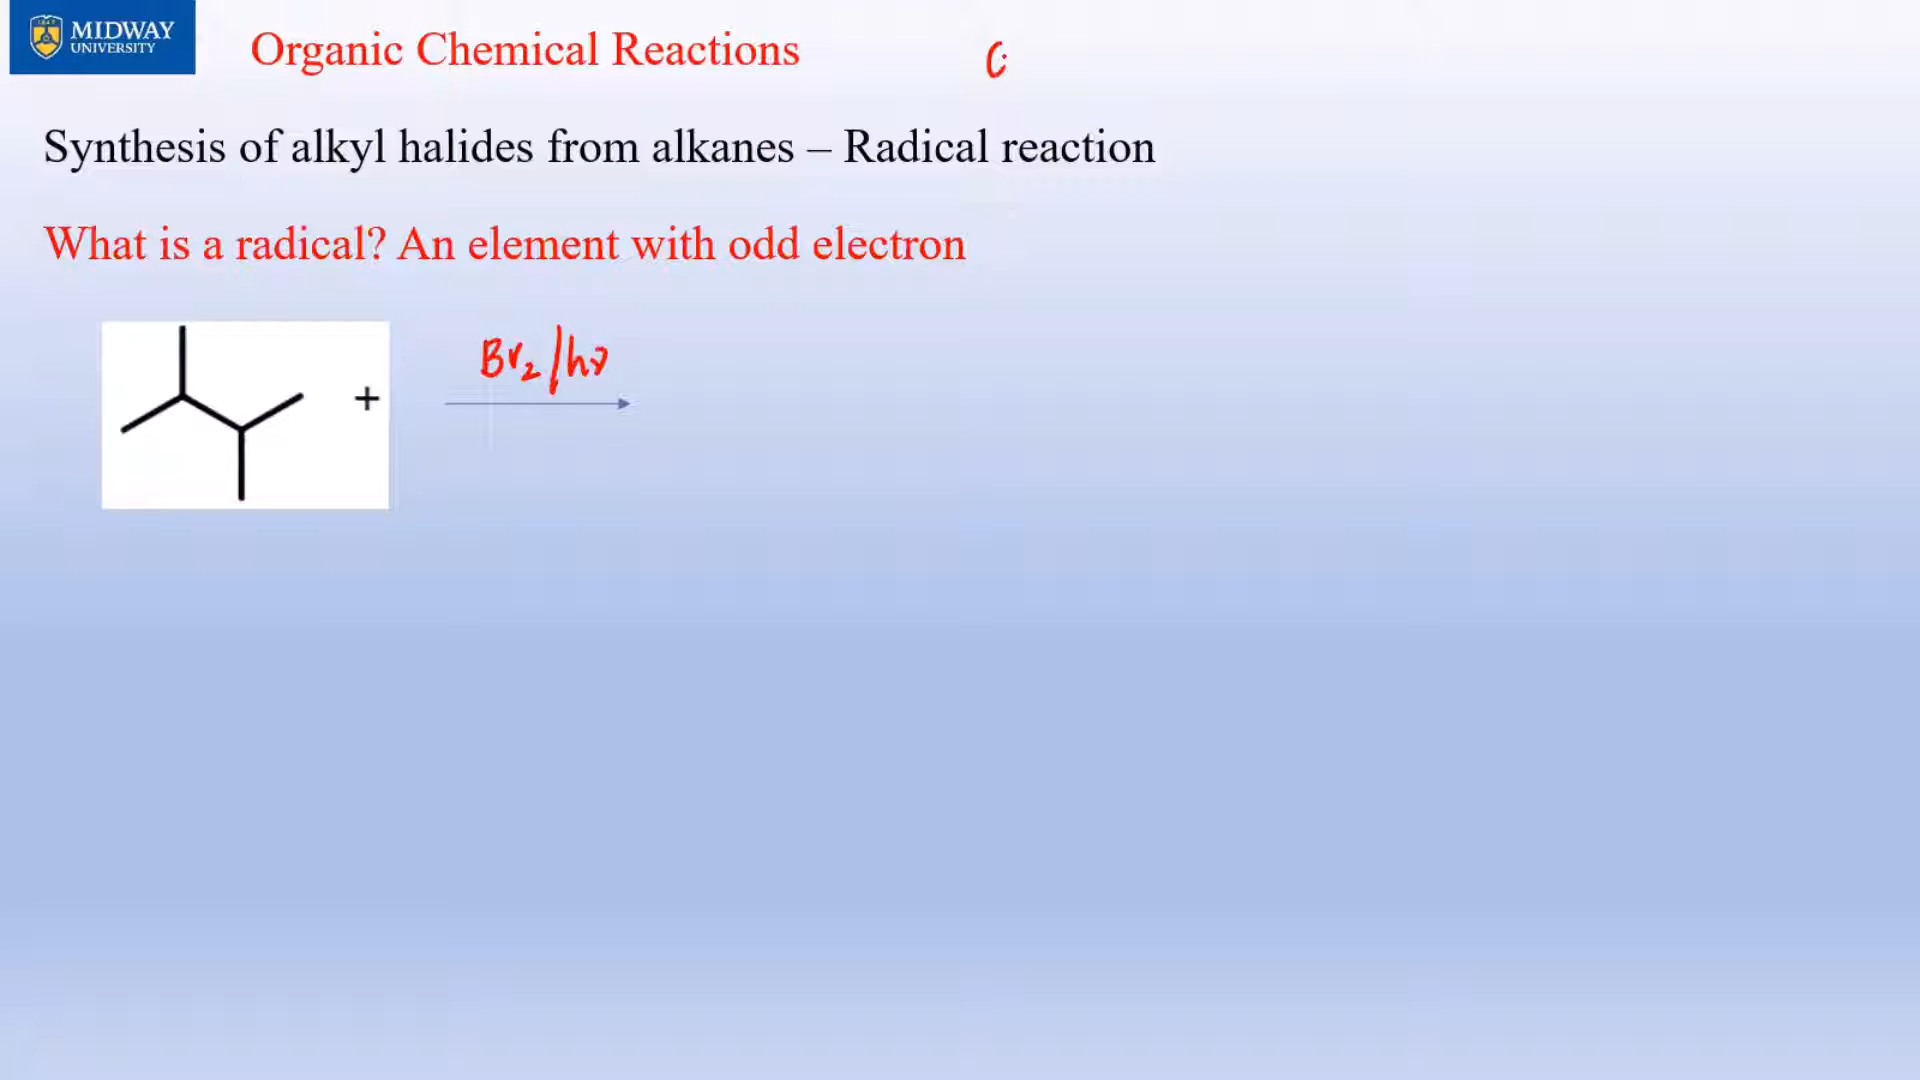 MIDWAY
UNIVERSITY
Organic Chemical Reactions
C
Synthesis of alkyl halides from alkanes – Radical reaction
What is a radical? An element with odd electron
Br₂/hν
+